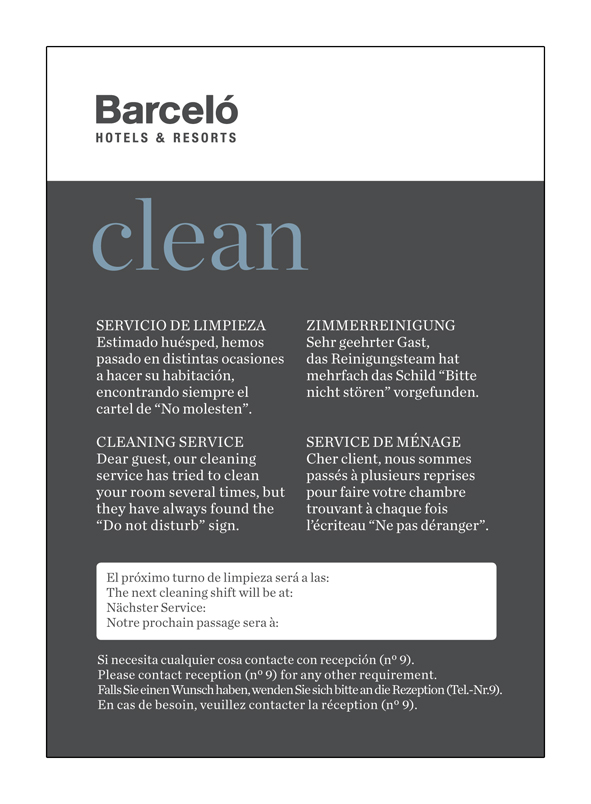 Barceló
HOTELS & RESORTS
clean
SERVICIO DE LIMPIEZA
Estimado huésped, hemos
pasado en distintas ocasiones
a hacer su habitación,
encontrando siempre el
cartel de “No molesten”.
CLEANING SERVICE
Dear guest, our cleaning
service has tried to clean
your room several times, but
they have always found the
“Do not disturb” sign.
ZIMMERREINIGUNG
Sehr geehrter Gast,
das Reinigungsteam hat
mehrfach das Schild “Bitte
nicht stören” vorgefunden.
SERVICE DE MÉNAGE
Cher client, nous sommes
passés à plusieurs reprises
pour faire votre chambre
trouvant à chaque fois
l’écriteau “Ne pas déranger”.
El próximo turno de limpieza será a las:
The next cleaning shift will be at:
Nächster Service:
Notre prochain passage sera à:
Si necesita cualquier cosa contacte con recepción (nº 9).
Please contact reception (nº 9) for any other requirement.
Falls Sie einen Wunsch haben, wenden Sie sich bitte an die Rezeption (Tel.-Nr.9).
En cas de besoin, veuillez contacter la réception (nº 9).